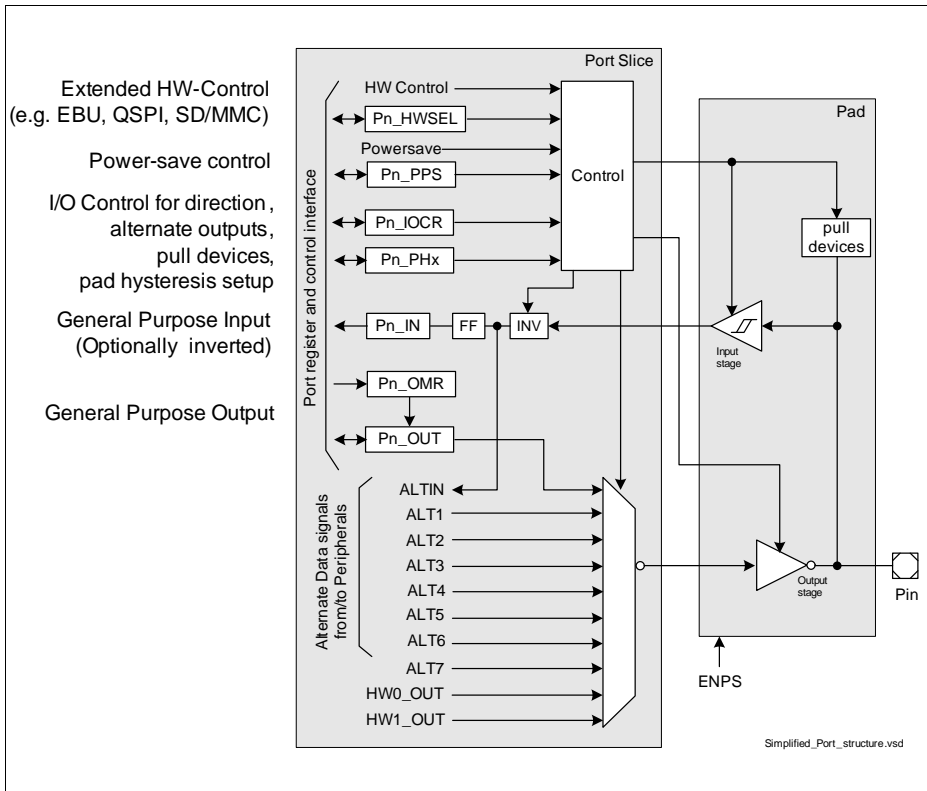 Port Slice
Extended HW-Control
(e.g. EBU, QSPI, SD/MMC)
Power-save control
I/O Control for direction,
alternate outputs,
pull devices,
pad hysteresis setup
General Purpose Input
(Optionally inverted)
General Purpose Output
Port register and control interface
HW Control
Pn_HWSEL
Powersave
Pn_PPS
Pn_IOCR
Pn_PHx
Control
Pn_IN
FF
INV
Pn_OMR
Pn_OUT
Alternate Data signals
from/to Peripherals
ALTIN
ALT1
ALT2
ALT3
ALT4
ALT5
ALT6
ALT7
HW0_OUT
HW1_OUT
Pad
pull
devices
Input
stage
Output
stage
Pin
ENPS
Simplified_Port_structure.vsd